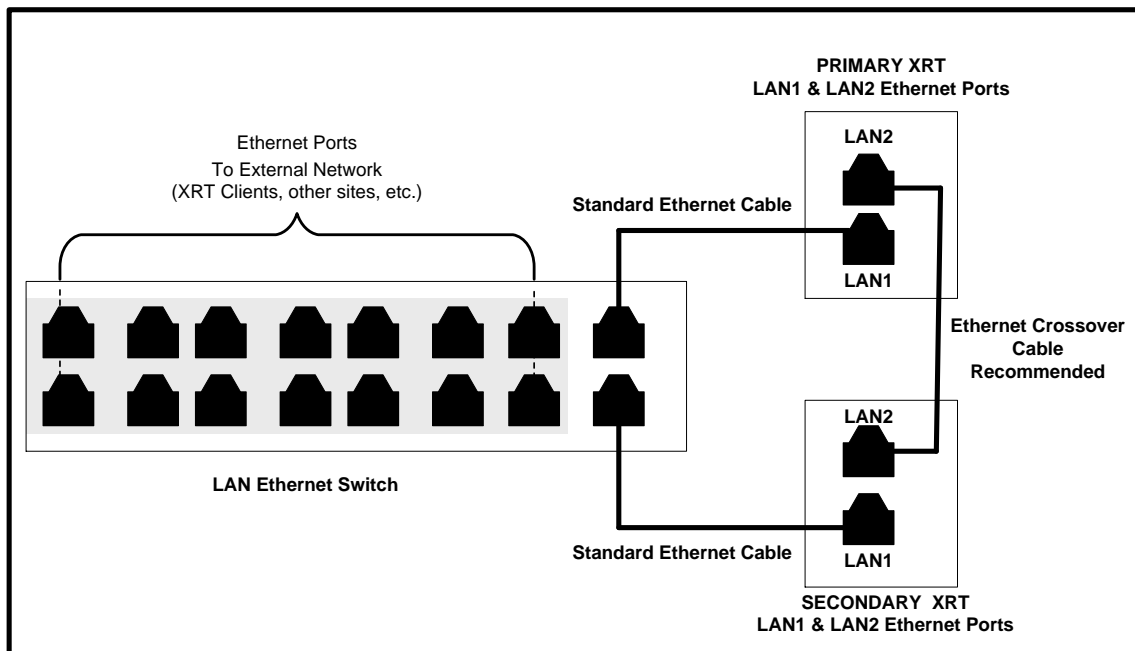 PRIMARY XRT
LAN1 & LAN2 Ethernet Ports
Ethernet Ports
To External Network
(XRT Clients, other sites, etc.)
LAN2
Standard Ethernet Cable
LAN1
Ethernet Crossover
Cable
Recommended
LAN2
LAN Ethernet Switch
Standard Ethernet Cable
LAN1
SECONDARY XRT
LAN1 & LAN2 Ethernet Ports